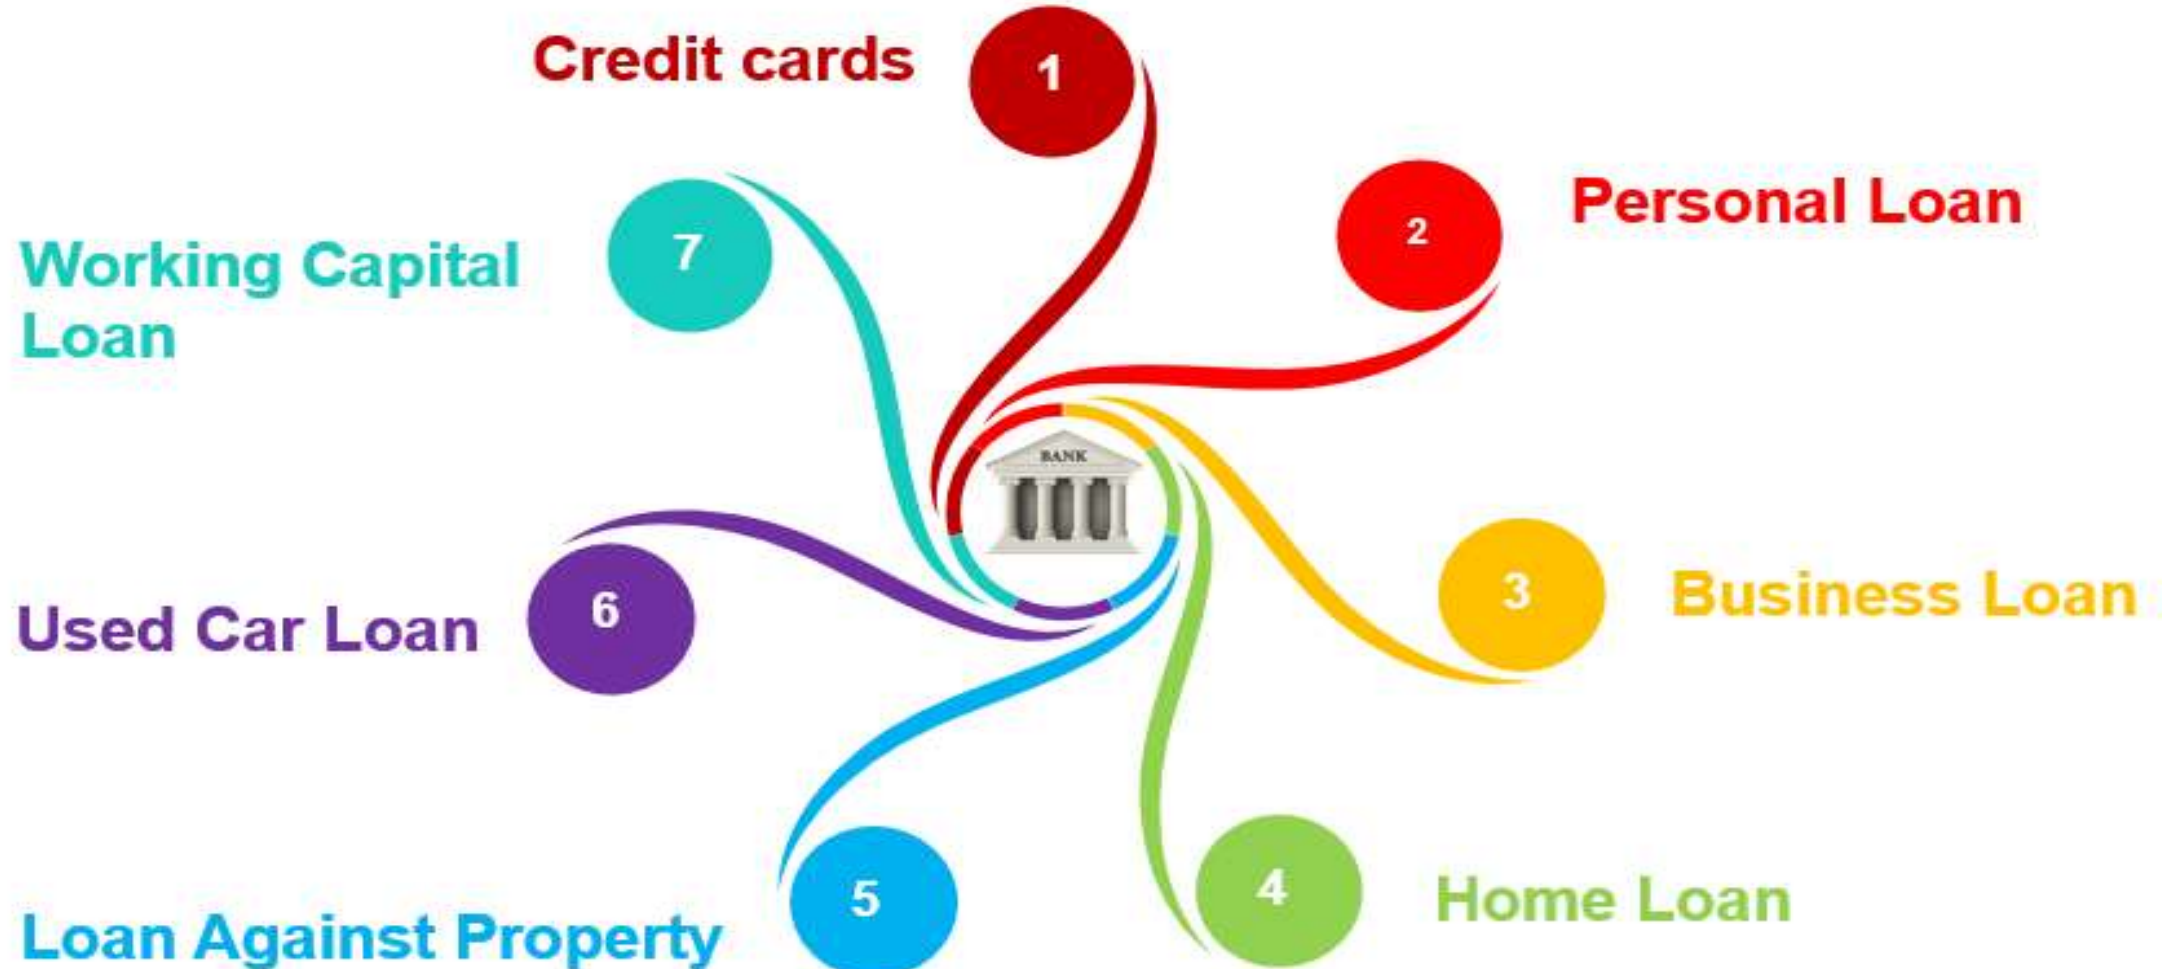 Credit cards
1
2
Personal Loan
3
Business Loan
4
Home Loan
5
Loan Against Property
6
Used Car Loan
7
Working Capital
Loan
BANK